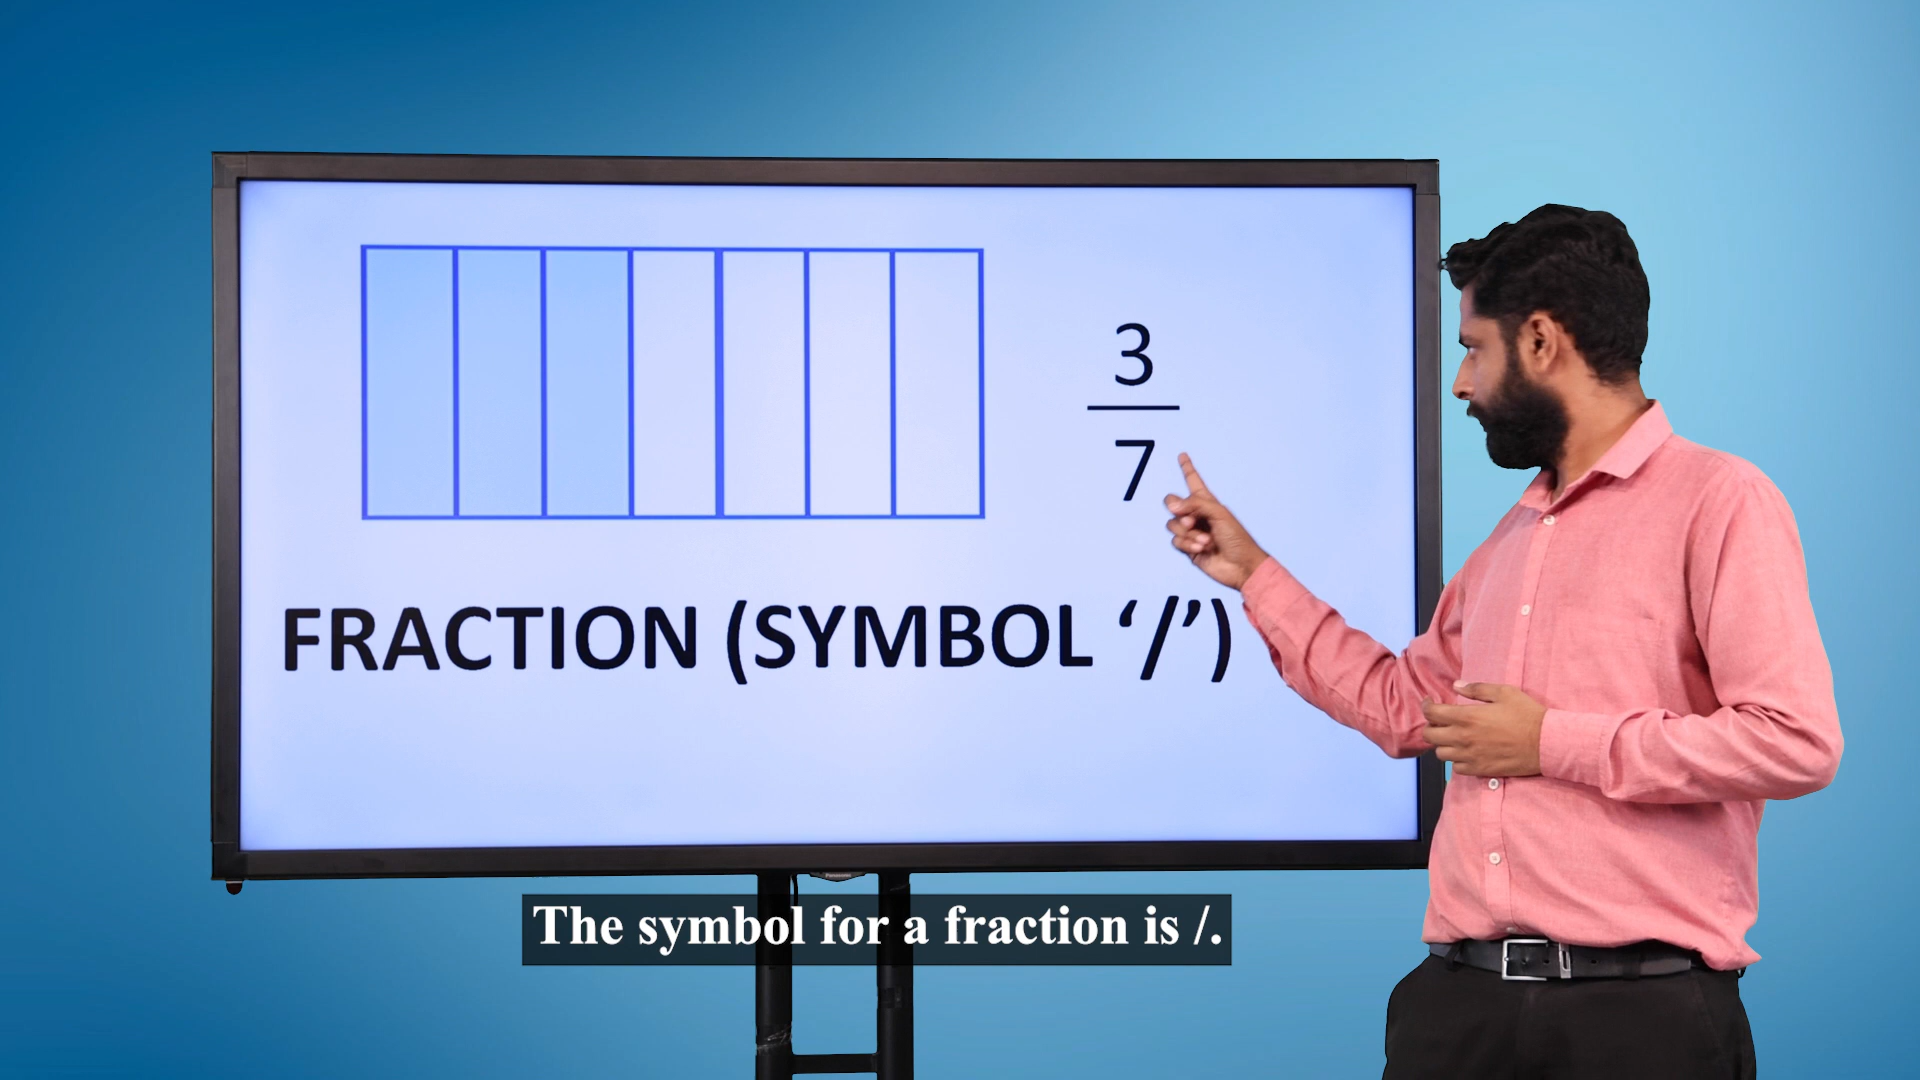 3
7
FRACTION (SYMBOL ‘/’)
The symbol for a fraction is /.